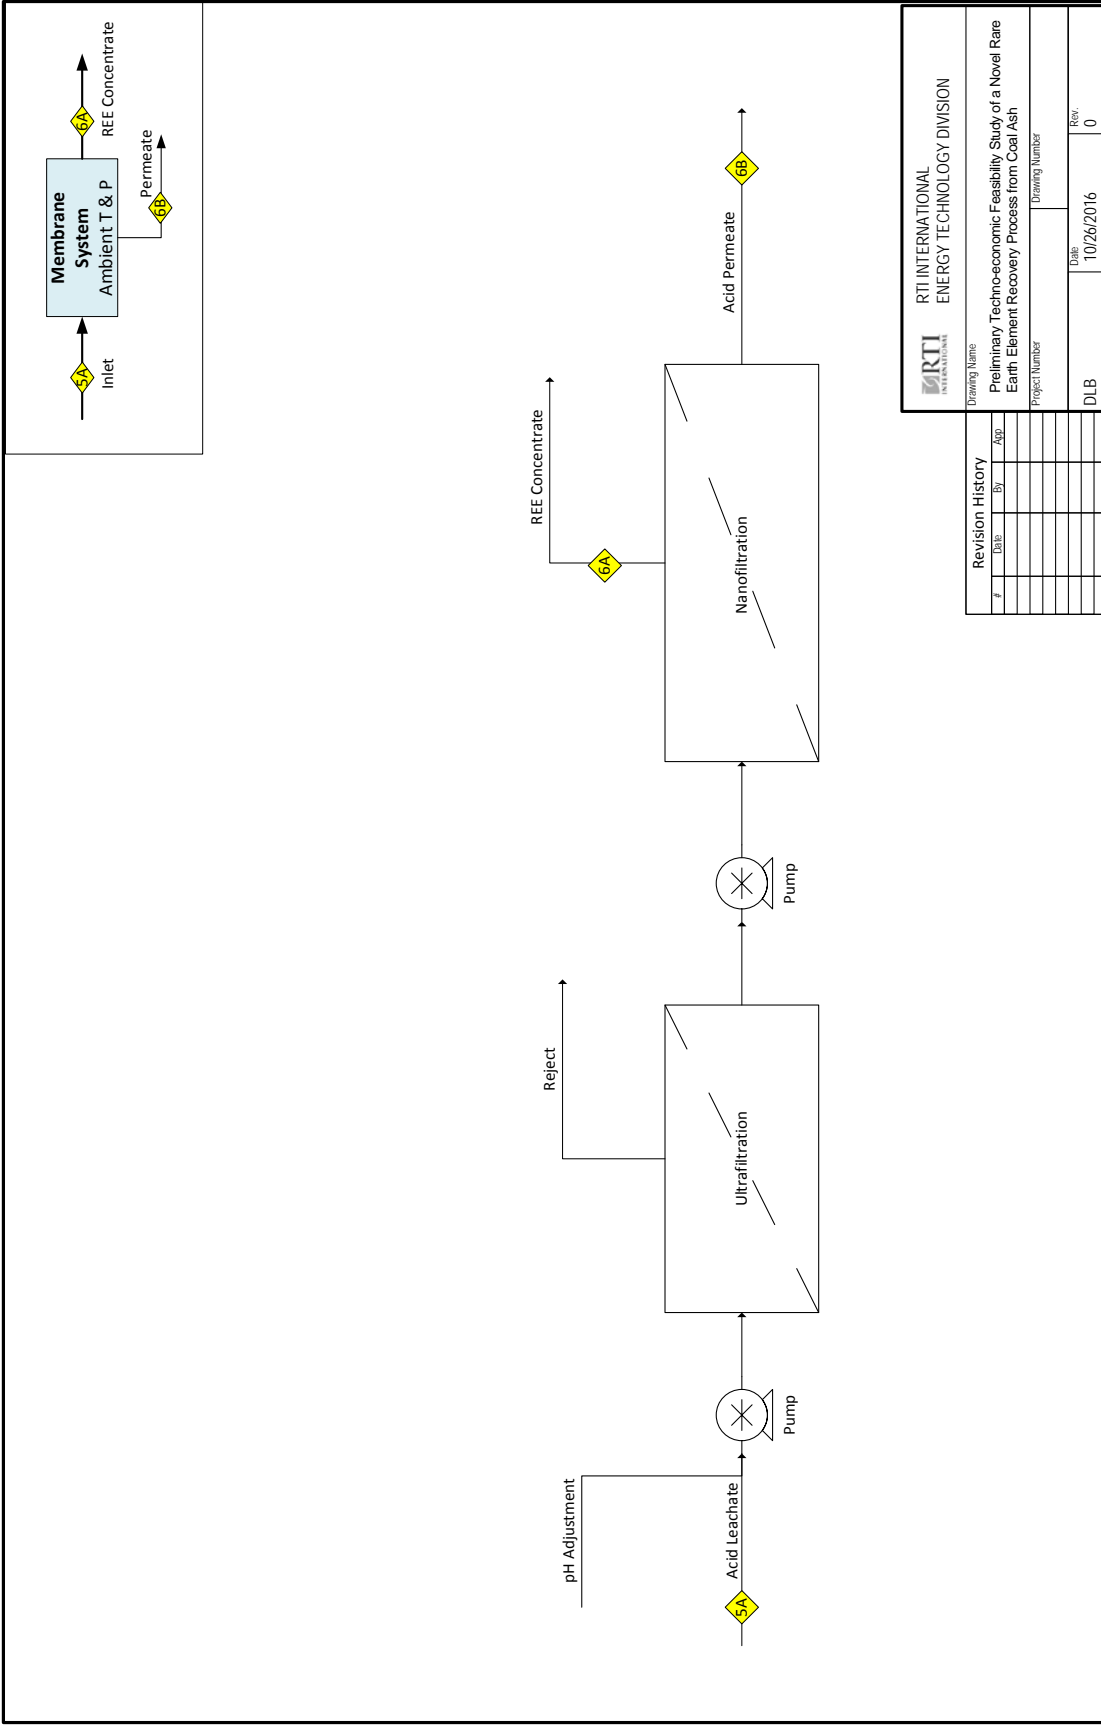 Membrane
System
Ambient T & P
5A
Inlet
6A
REE Concentrate
6B
Permeate
5A
Acid Leachate
pH Adjustment
Pump
Ultrafiltration
Reject
Pump
Nanofiltration
6A
REE Concentrate
6B
Acid Permeate
Revision History
# Date By App
RTI
INTERNATIONAL
RTI INTERNATIONAL
ENERGY TECHNOLOGY DIVISION
Drawing Name
Preliminary Techno-economic Feasibility Study of a Novel Rare
Earth Element Recovery Process from Coal Ash
Project Number
Drawing Number
DLB
Date
10/26/2016
Rev.
0